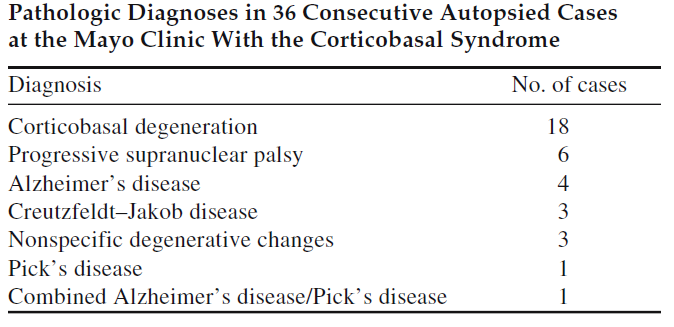 Pathologic Diagnoses in 36 Consecutive Autopsied Cases
at the Mayo Clinic With the Corticobasal Syndrome
Diagnosis No. of cases
Corticobasal degeneration 18
Progressive supranuclear palsy 6
Alzheimer's disease 4
Creutzfeldt–Jakob disease 3
Nonspecific degenerative changes 3
Pick's disease 1
Combined Alzheimer's disease/Pick's disease 1